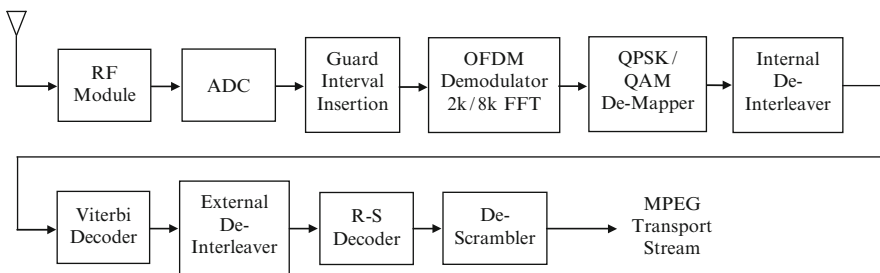 RF
Module
ADC
Guard
Interval
Insertion
OFDM
Demodulator
2k/8k FFT
QPSK/
QAM
De-Mapper
Internal
De-
Interleaver
Viterbi
Decoder
External
De-
Interleaver
R-S
Decoder
De-
Scrambler
MPEG
Transport
Stream